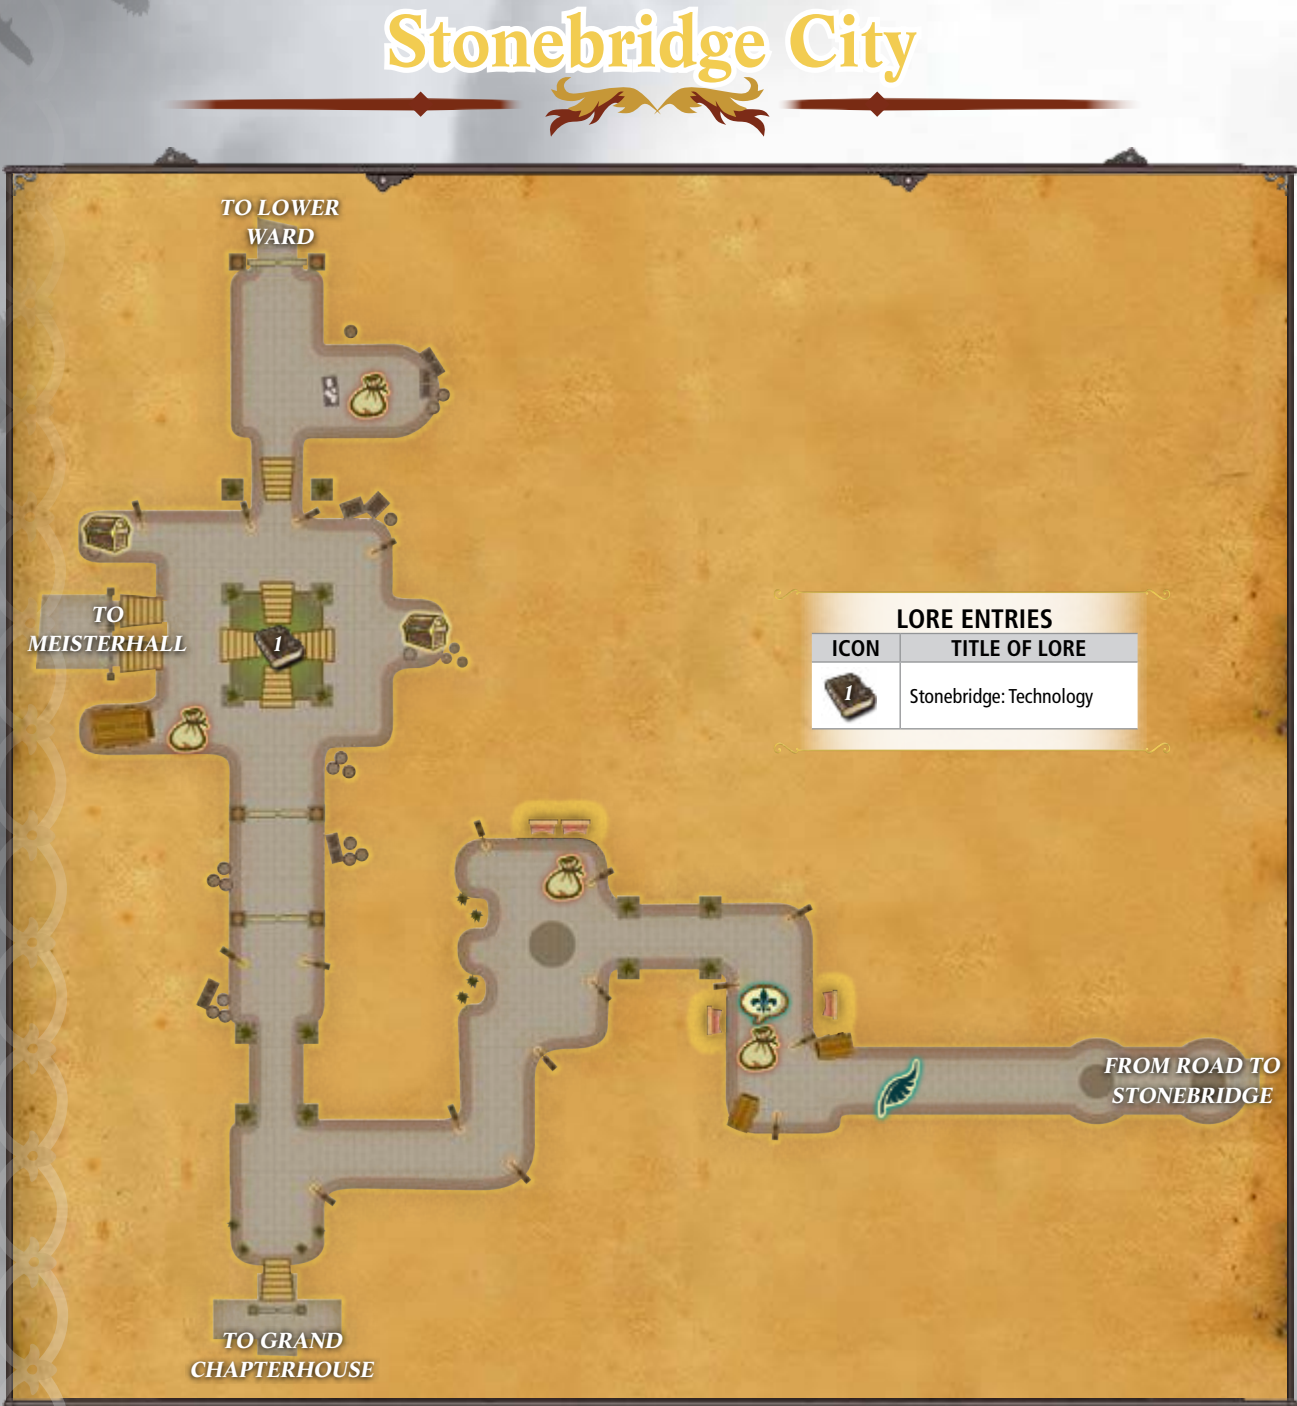 Stonebridge City
TO LOWER
WARD
TO
MEISTERHALL
1
LORE ENTRIES
ICON TITLE OF LORE
1 Stonebridge: Technology
FROM ROAD TO
STONEBRIDGE
TO GRAND
CHAPTERHOUSE